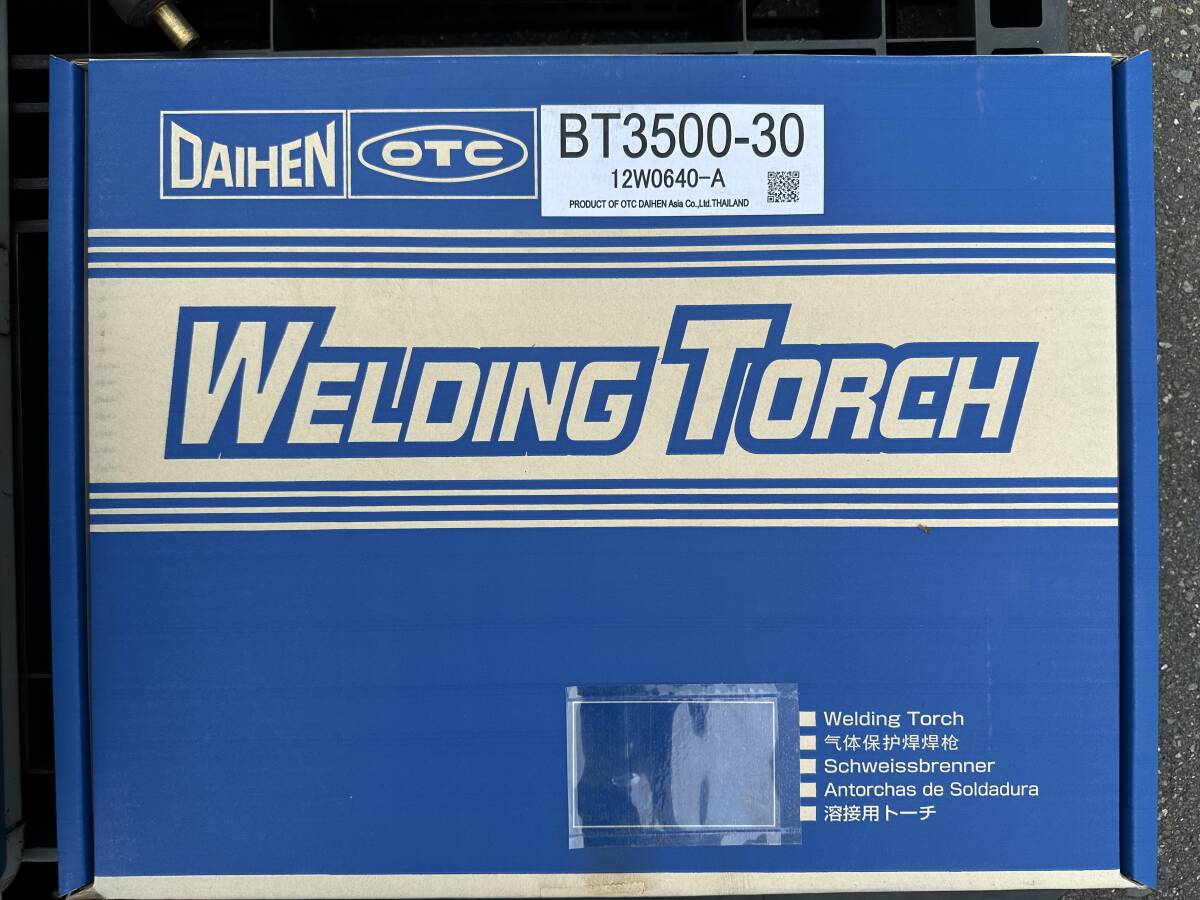 DAIHEN
OTC
BT3500-30
12W0640-A
PRODUCT OF OTC DAIHEN Asia Co.,Ltd.THAILAND
WELDING TORCH
Welding Torch
气体保护焊焊枪
Schweissbrenner
Antorchas de Soldadura
溶接用トーチ